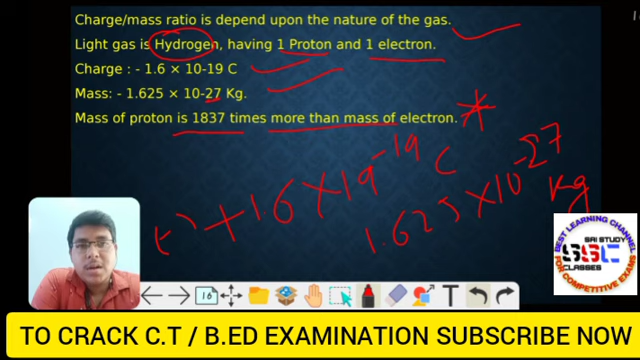 Charge/mass ratio is depend upon the nature of the gas.
Light gas is Hydrogen, having 1 Proton and 1 electron.
Charge : - 1.6 × 10-19 C
Mass: - 1.625 × 10-27 Kg.
Mass of proton is 1837 times more than mass of electron.
+1.6×10-19 C
1.625×10-27 Kg
BEST LEARNING CHANNEL
SAI STUDY
SSC
CLASSES
FOR COMPETITIVE EXAMS
16
T
TO CRACK C.T / B.ED EXAMINATION SUBSCRIBE NOW